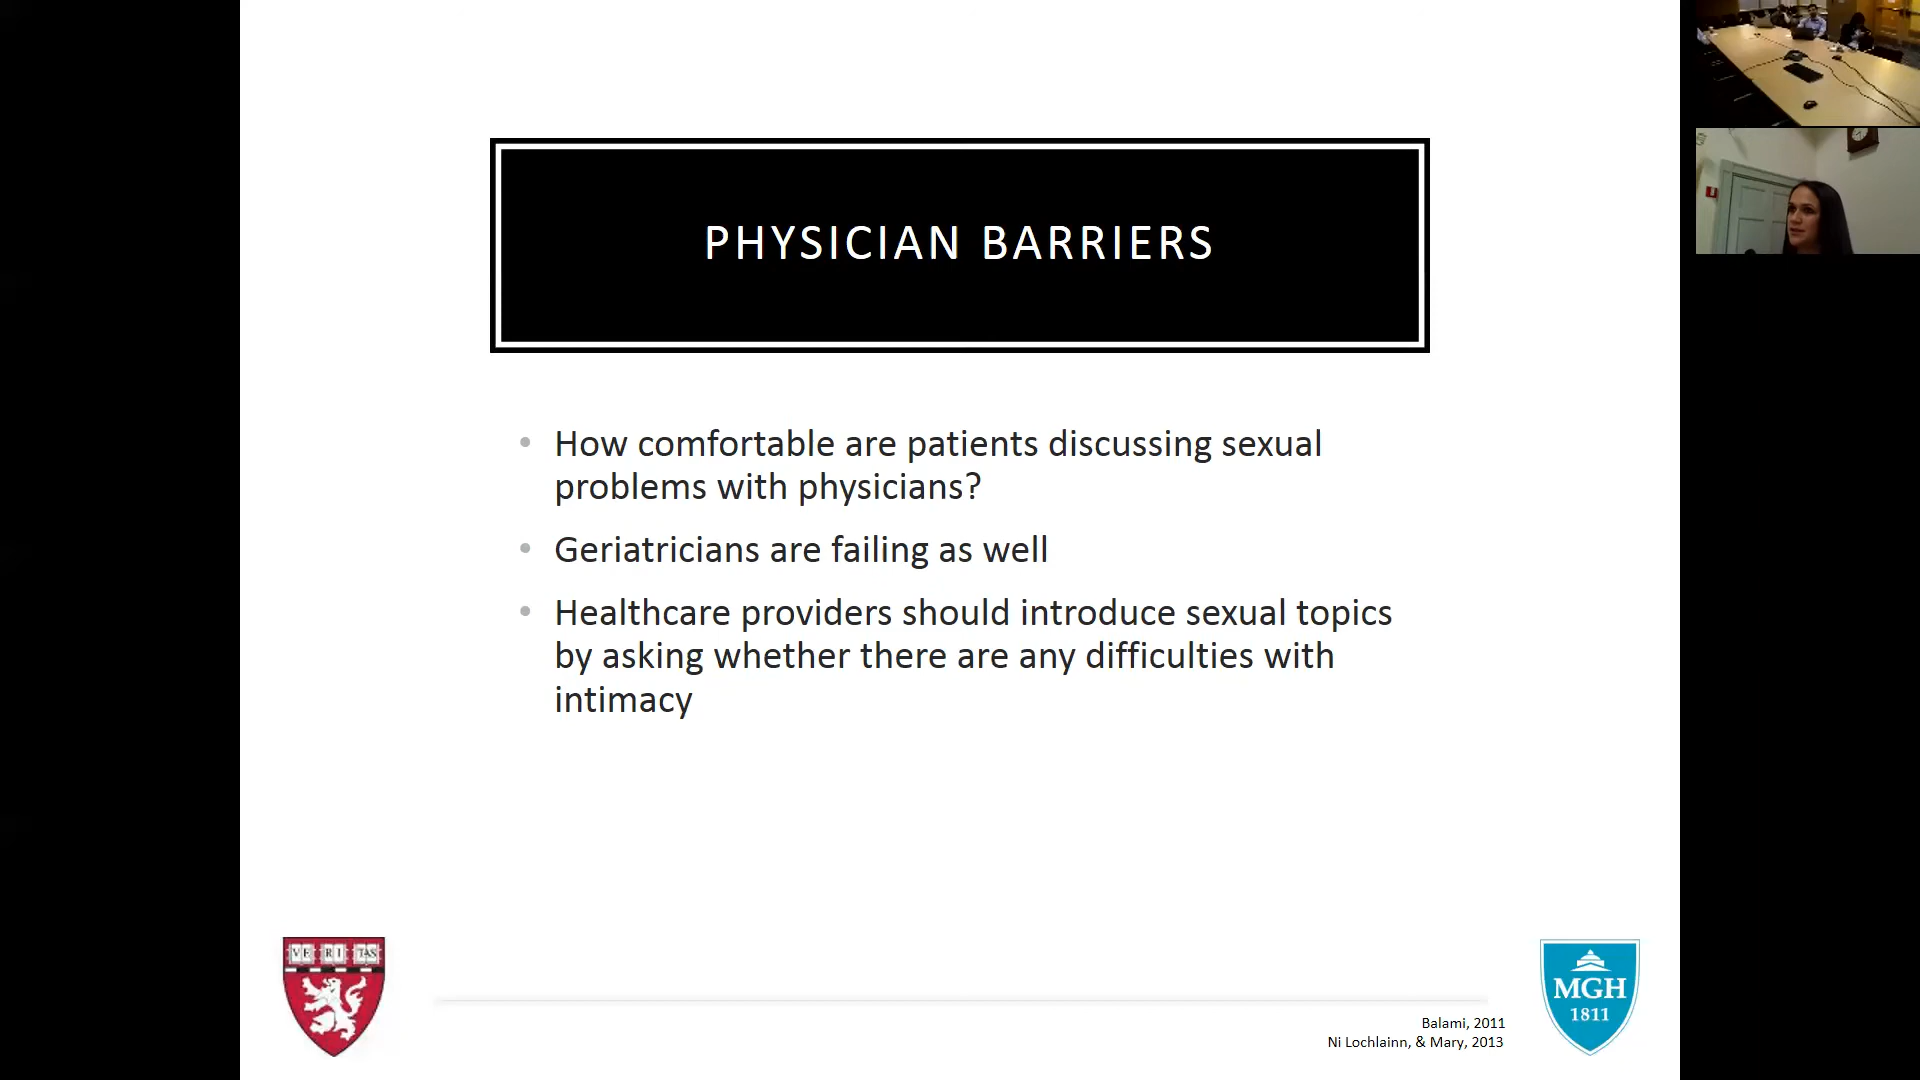 PHYSICIAN BARRIERS
• How comfortable are patients discussing sexual
problems with physicians?
• Geriatricians are failing as well
• Healthcare providers should introduce sexual topics
by asking whether there are any difficulties with
intimacy
VE RI TAS
MGH
1811
Balami, 2011
Ni Lochlainn, & Mary, 2013